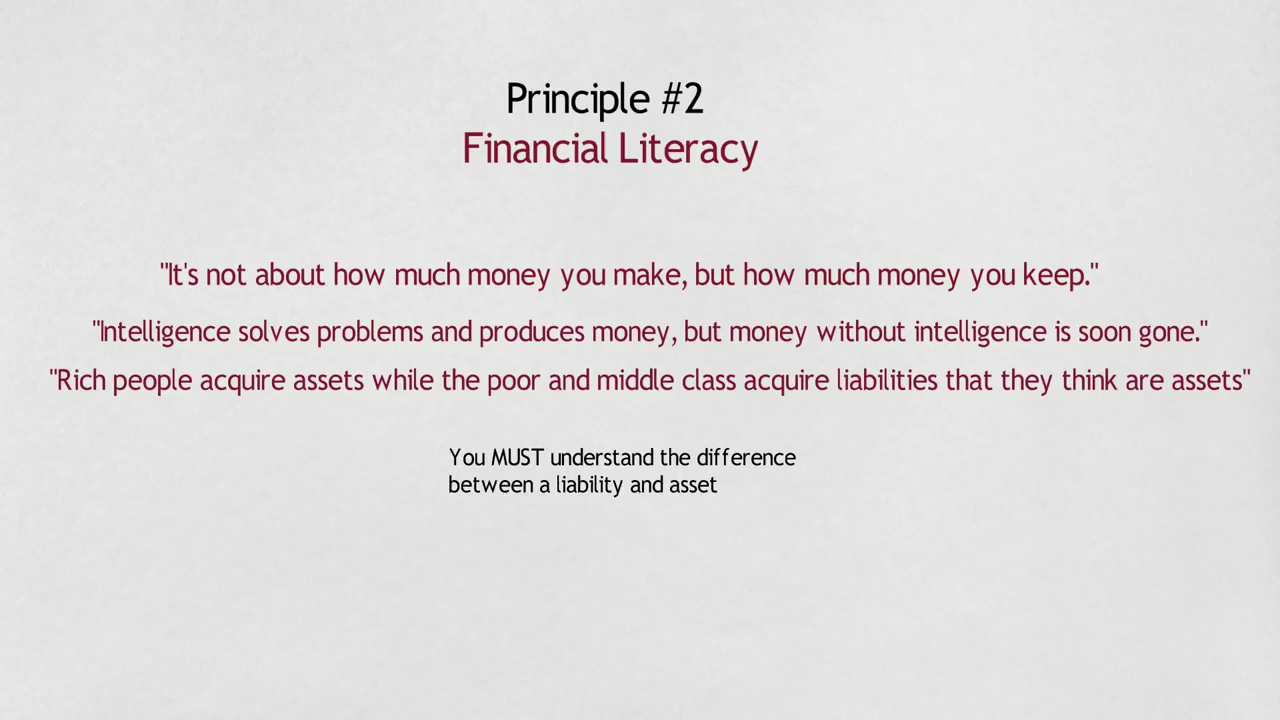 Principle #2
Financial Literacy
"It's not about how much money you make, but how much money you keep."
"Intelligence solves problems and produces money, but money without intelligence is soon gone."
"Rich people acquire assets while the poor and middle class acquire liabilities that they think are assets"
You MUST understand the difference
between a liability and asset